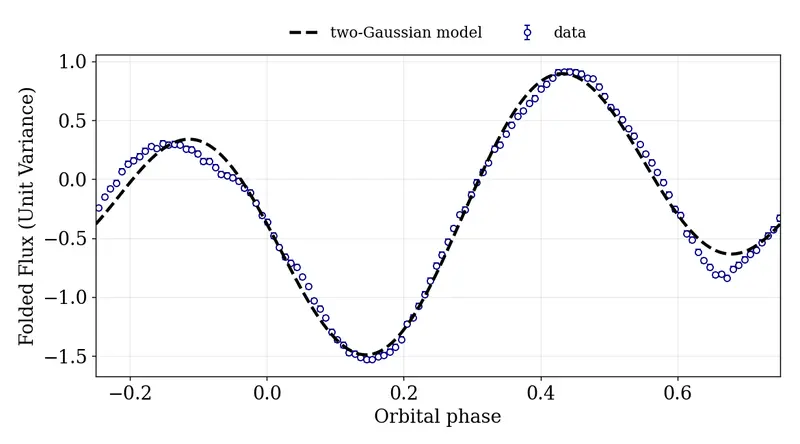 two-Gaussian model
data
Folded Flux (Unit Variance)
1.0
0.5
0.0
−0.5
−1.0
−1.5
−0.2
0.0
0.2
0.4
0.6
Orbital phase